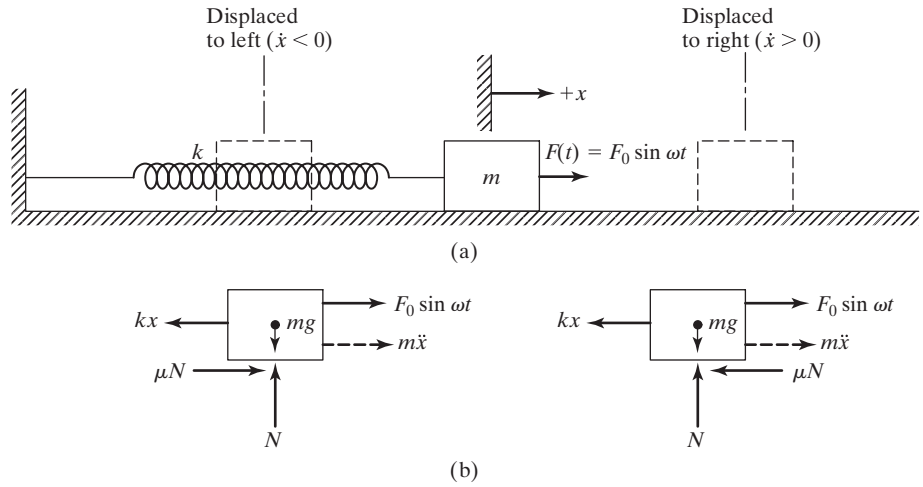 Displaced
to left (ẋ < 0)
Displaced
to right (ẋ > 0)
+x
k
m
F(t) = F₀ sin ωt
(a)
F₀ sin ωt
kx
mg
mẍ
μN
N
F₀ sin ωt
kx
mg
mẍ
μN
N
(b)